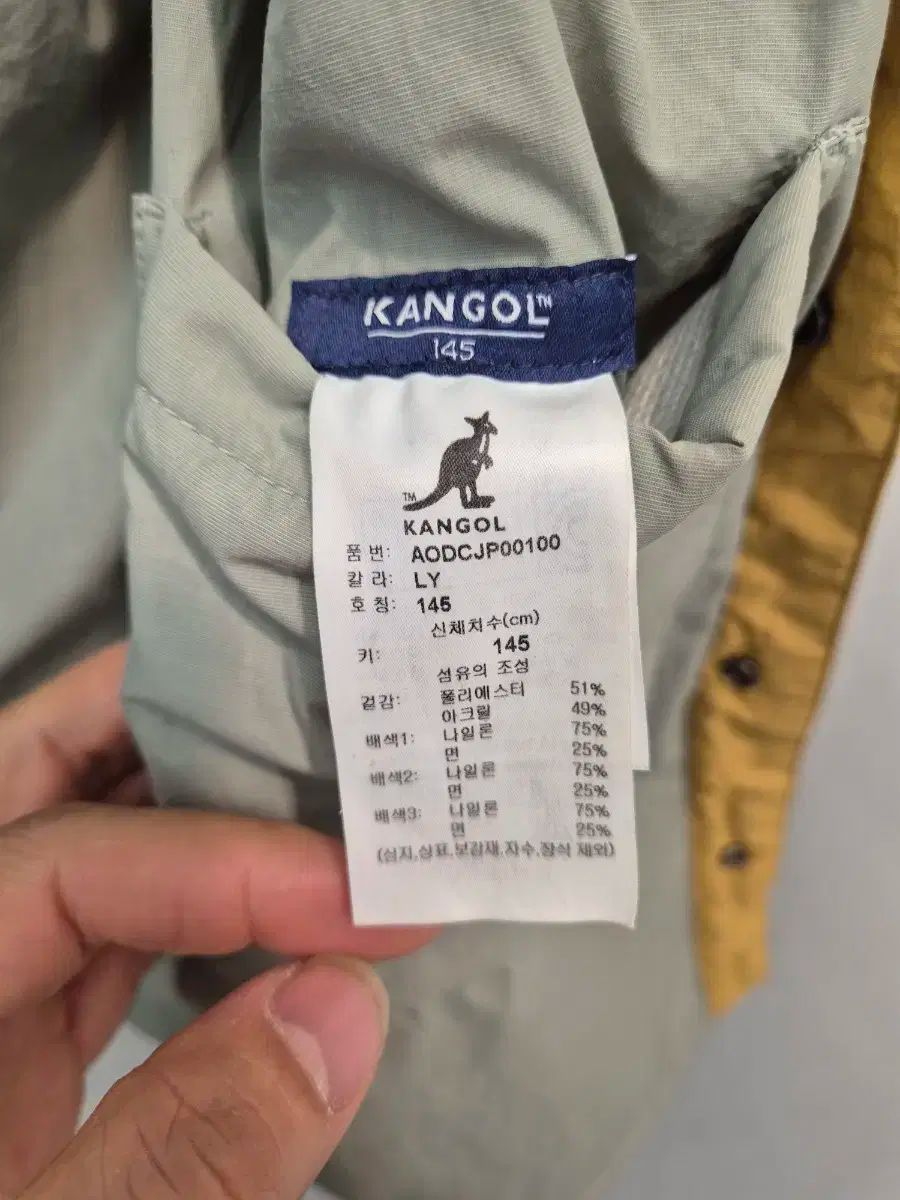 KANGOL™
145
TM
KANGOL
품 번: AODCJP00100
칼 라: LY
호 칭: 145
신체치수(cm)
키: 145
섬유의 조성
겉감: 폴리에스터 51%
아크릴 49%
배색1: 나일론 75%
면 25%
배색2: 나일론 75%
면 25%
배색3: 나일론 75%
면 25%
(심지,상표,보강재,자수,장식 제외)